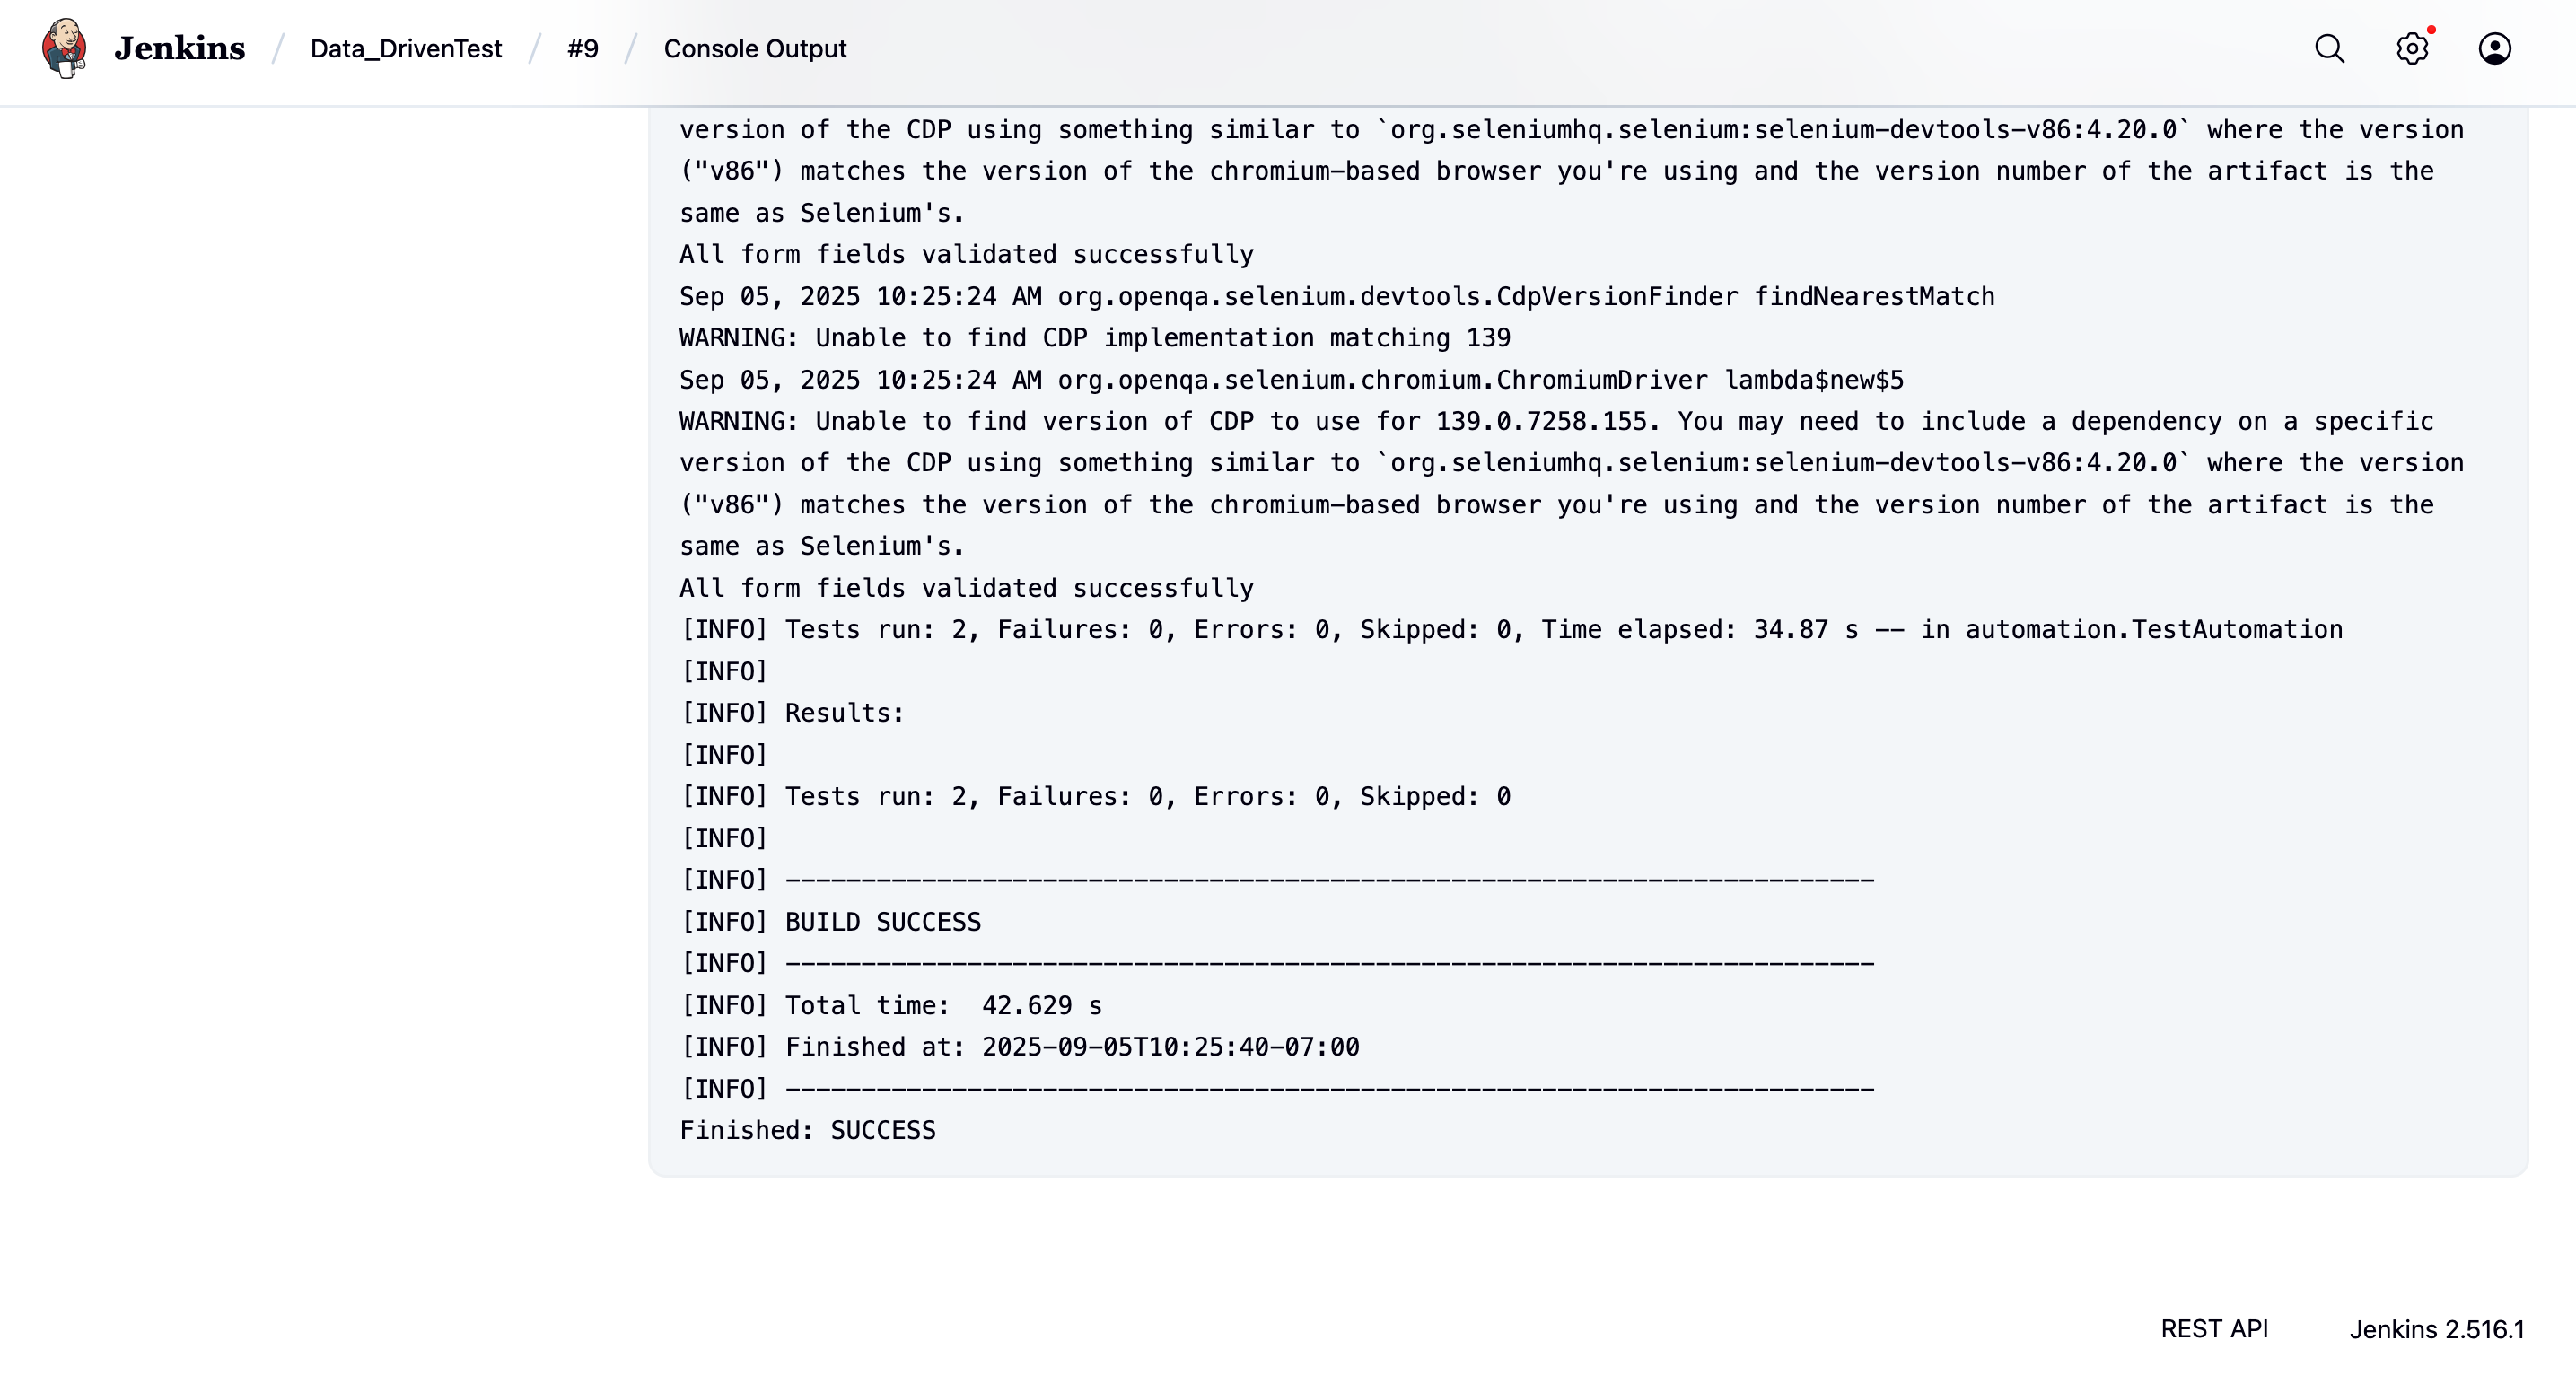 Jenkins / Data_DrivenTest / #9 / Console Output
version of the CDP using something similar to `org.seleniumhq.selenium:selenium-devtools-v86:4.20.0` where the version
("v86") matches the version of the chromium-based browser you're using and the version number of the artifact is the
same as Selenium's.
All form fields validated successfully
Sep 05, 2025 10:25:24 AM org.openqa.selenium.devtools.CdpVersionFinder findNearestMatch
WARNING: Unable to find CDP implementation matching 139
Sep 05, 2025 10:25:24 AM org.openqa.selenium.chromium.ChromiumDriver lambda$new$5
WARNING: Unable to find version of CDP to use for 139.0.7258.155. You may need to include a dependency on a specific
version of the CDP using something similar to `org.seleniumhq.selenium:selenium-devtools-v86:4.20.0` where the version
("v86") matches the version of the chromium-based browser you're using and the version number of the artifact is the
same as Selenium's.
All form fields validated successfully
[INFO] Tests run: 2, Failures: 0, Errors: 0, Skipped: 0, Time elapsed: 34.87 s -- in automation.TestAutomation
[INFO]
[INFO] Results:
[INFO]
[INFO] Tests run: 2, Failures: 0, Errors: 0, Skipped: 0
[INFO]
[INFO] ------------------------------------------------------------------------
[INFO] BUILD SUCCESS
[INFO] ------------------------------------------------------------------------
[INFO] Total time:  42.629 s
[INFO] Finished at: 2025-09-05T10:25:40-07:00
[INFO] ------------------------------------------------------------------------
Finished: SUCCESS
REST API Jenkins 2.516.1